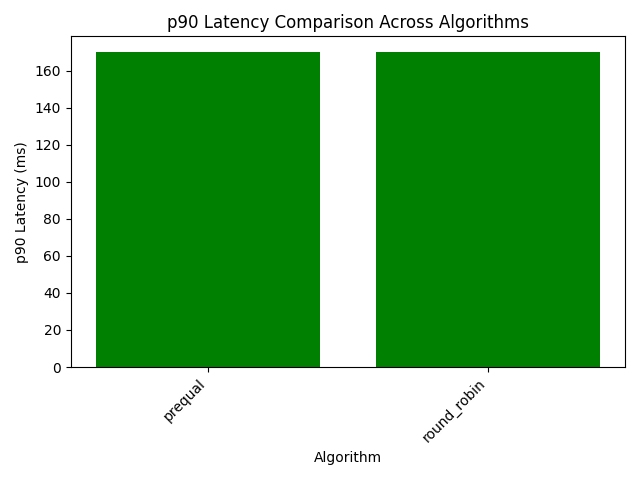 p90 Latency Comparison Across Algorithms
p90 Latency (ms)
160
140
120
100
80
60
40
20
0
prequal
round_robin
Algorithm